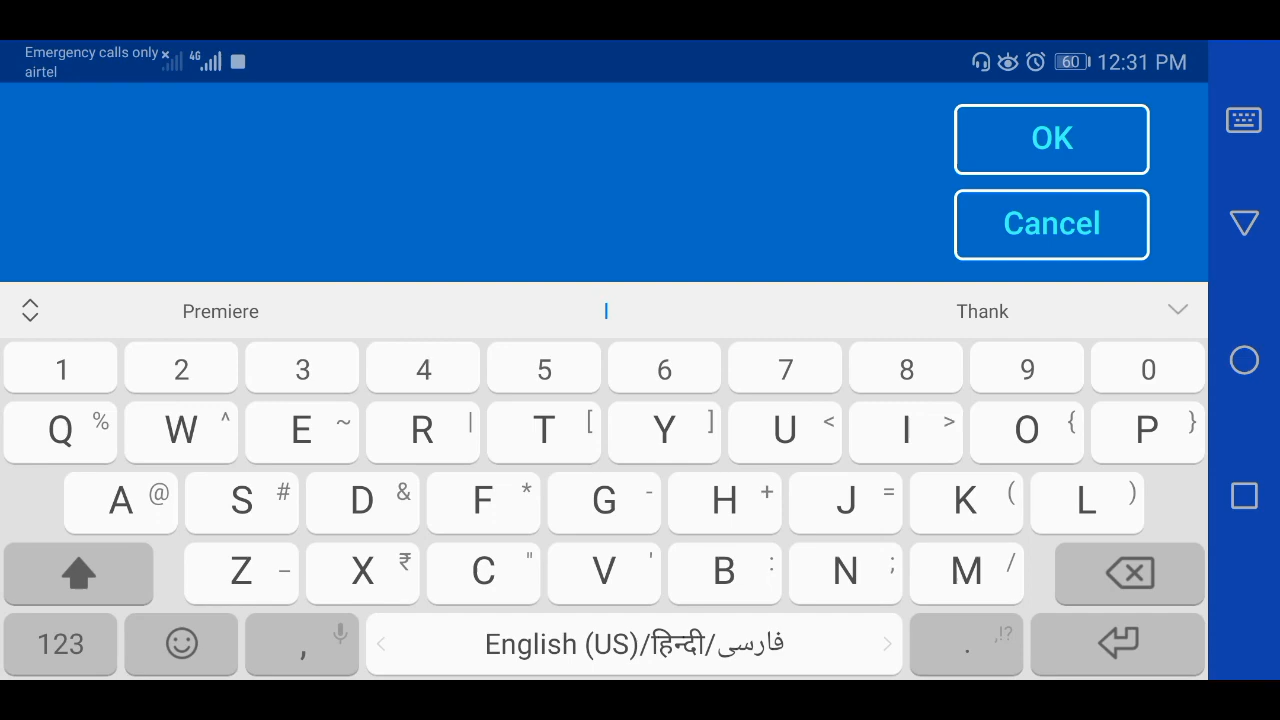 Emergency calls only
airtel
4G
60 12:31 PM
OK
Cancel
Premiere I Thank
1 2 3 4 5 6 7 8 9 0
Q % W ^ E ~ R | T [ Y ] U < I > O { P }
A @ S # D & F * G - H + J = K ( L )
Z _ X ₹ C " V ' B : N ; M /
123 , English (US)/हिन्दी/فارسی . ,!?